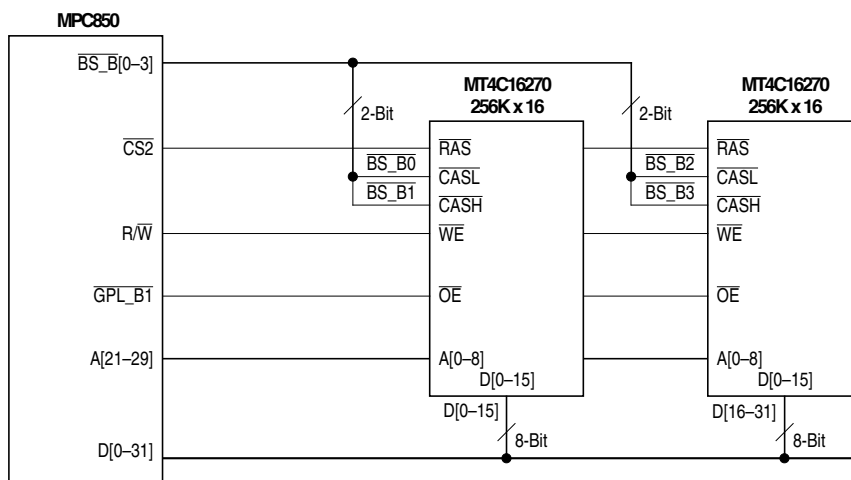 MPC850
BS_B[0–3]
CS2
R/W
GPL_B1
A[21–29]
D[0–31]
2-Bit
BS_B0
BS_B1
MT4C16270
256K x 16
RAS
CASL
CASH
WE
OE
A[0–8]
D[0–15]
D[0–15]
8-Bit
2-Bit
BS_B2
BS_B3
MT4C16270
256K x 16
RAS
CASL
CASH
WE
OE
A[0–8]
D[0–15]
D[16–31]
8-Bit